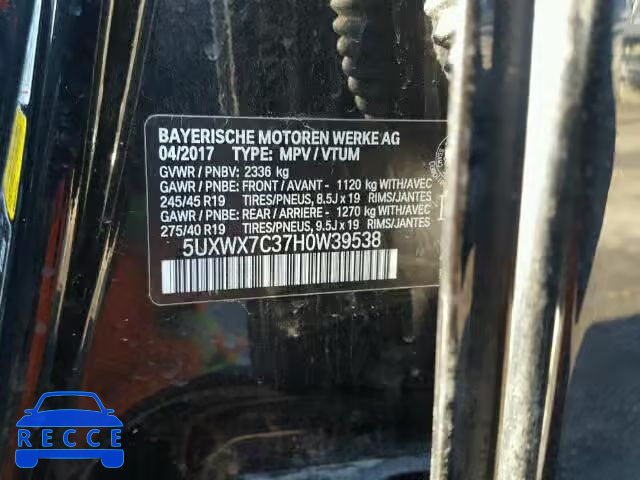 BAYERISCHE MOTOREN WERKE AG
04/2017 TYPE: MPV / VTUM
GVWR / PNBV: 2336 kg
GAWR / PNBE: FRONT / AVANT - 1120 kg WITH/AVEC
245/45 R19 TIRES/PNEUS, 8.5J x 19 RIMS/JANTES
GAWR / PNBE: REAR / ARRIERE - 1270 kg WITH/AVEC
275/40 R19 TIRES/PNEUS, 9.5J x 19 RIMS/JANTES
5UXWX7C37H0W39538
RECCE